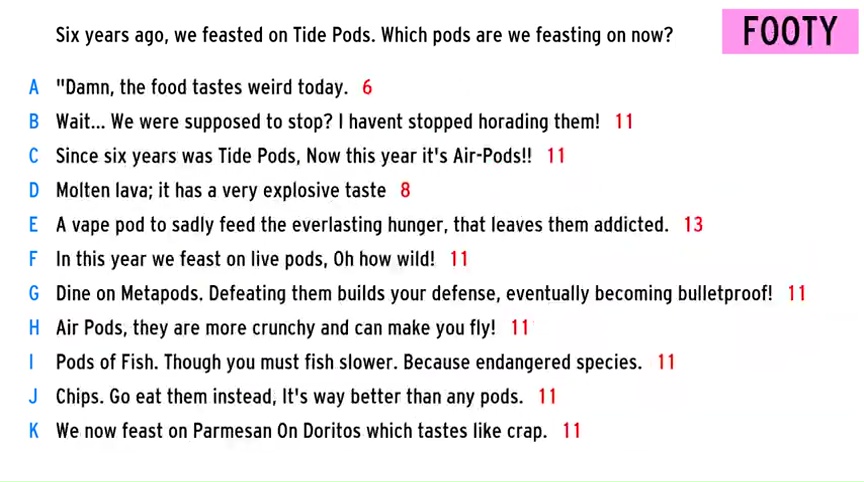 Six years ago, we feasted on Tide Pods. Which pods are we feasting on now?
FOOTY
A "Damn, the food tastes weird today. 6
B Wait... We were supposed to stop? I havent stopped horading them! 11
C Since six years was Tide Pods, Now this year it's Air-Pods!! 11
D Molten lava; it has a very explosive taste 8
E A vape pod to sadly feed the everlasting hunger, that leaves them addicted. 13
F In this year we feast on live pods, Oh how wild! 11
G Dine on Metapods. Defeating them builds your defense, eventually becoming bulletproof! 11
H Air Pods, they are more crunchy and can make you fly! 11
I Pods of Fish. Though you must fish slower. Because endangered species. 11
J Chips. Go eat them instead, It's way better than any pods. 11
K We now feast on Parmesan On Doritos which tastes like crap. 11